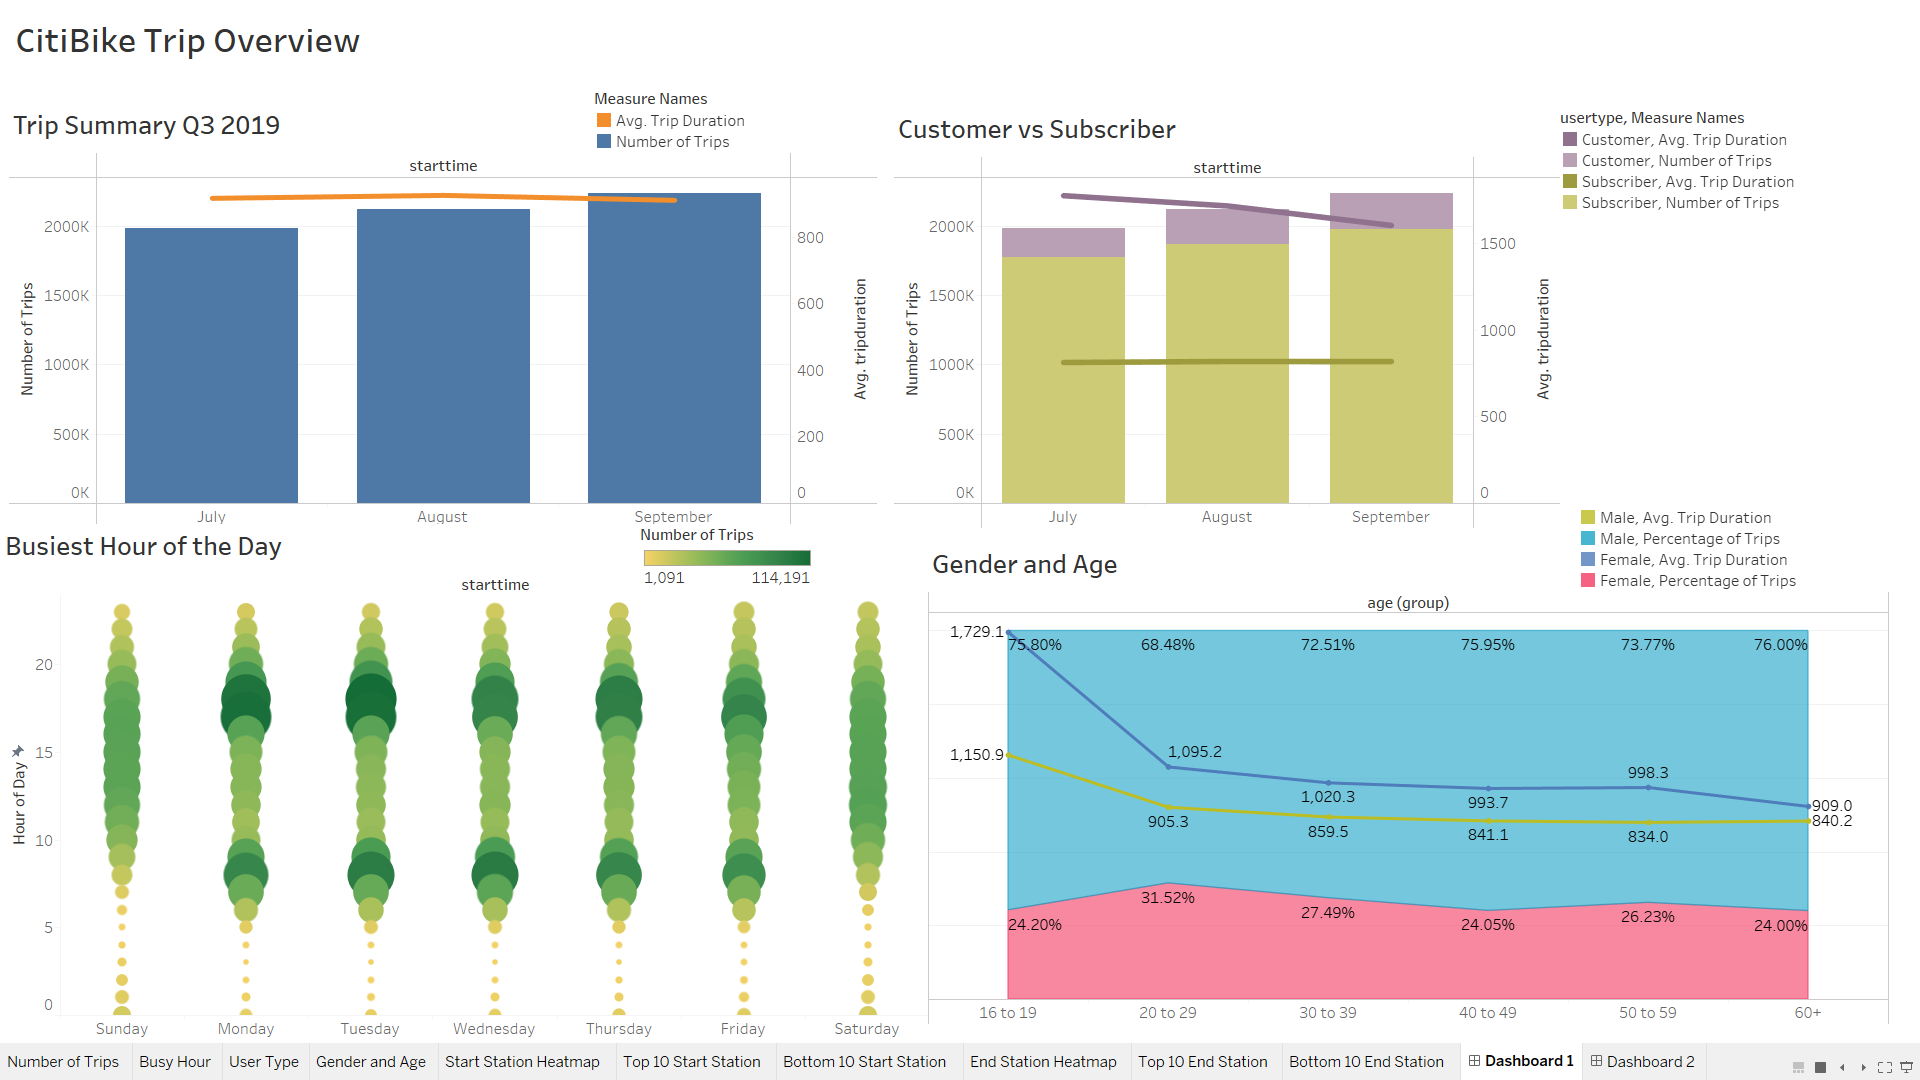 CitiBike Trip Overview
Trip Summary Q3 2019
Measure Names
Avg. Trip Duration
Number of Trips
starttime
Number of Trips
2000K
1500K
1000K
500K
0K
800
600
400
200
0
Avg. tripduration
July
August
September
Customer vs Subscriber
usertype, Measure Names
Customer, Avg. Trip Duration
Customer, Number of Trips
Subscriber, Avg. Trip Duration
Subscriber, Number of Trips
starttime
Number of Trips
2000K
1500K
1000K
500K
0K
1500
1000
500
0
Avg. tripduration
July
August
September
Busiest Hour of the Day
Number of Trips
1,091
114,191
starttime
Hour of Day
20
15
10
5
0
Sunday
Monday
Tuesday
Wednesday
Thursday
Friday
Saturday
Gender and Age
Male, Avg. Trip Duration
Male, Percentage of Trips
Female, Avg. Trip Duration
Female, Percentage of Trips
age (group)
1,729.1
75.80%
68.48%
72.51%
75.95%
73.77%
76.00%
1,150.9
1,095.2
1,020.3
993.7
998.3
909.0
905.3
859.5
841.1
834.0
840.2
24.20%
31.52%
27.49%
24.05%
26.23%
24.00%
16 to 19
20 to 29
30 to 39
40 to 49
50 to 59
60+
Number of Trips
Busy Hour
User Type
Gender and Age
Start Station Heatmap
Top 10 Start Station
Bottom 10 Start Station
End Station Heatmap
Top 10 End Station
Bottom 10 End Station
Dashboard 1
Dashboard 2